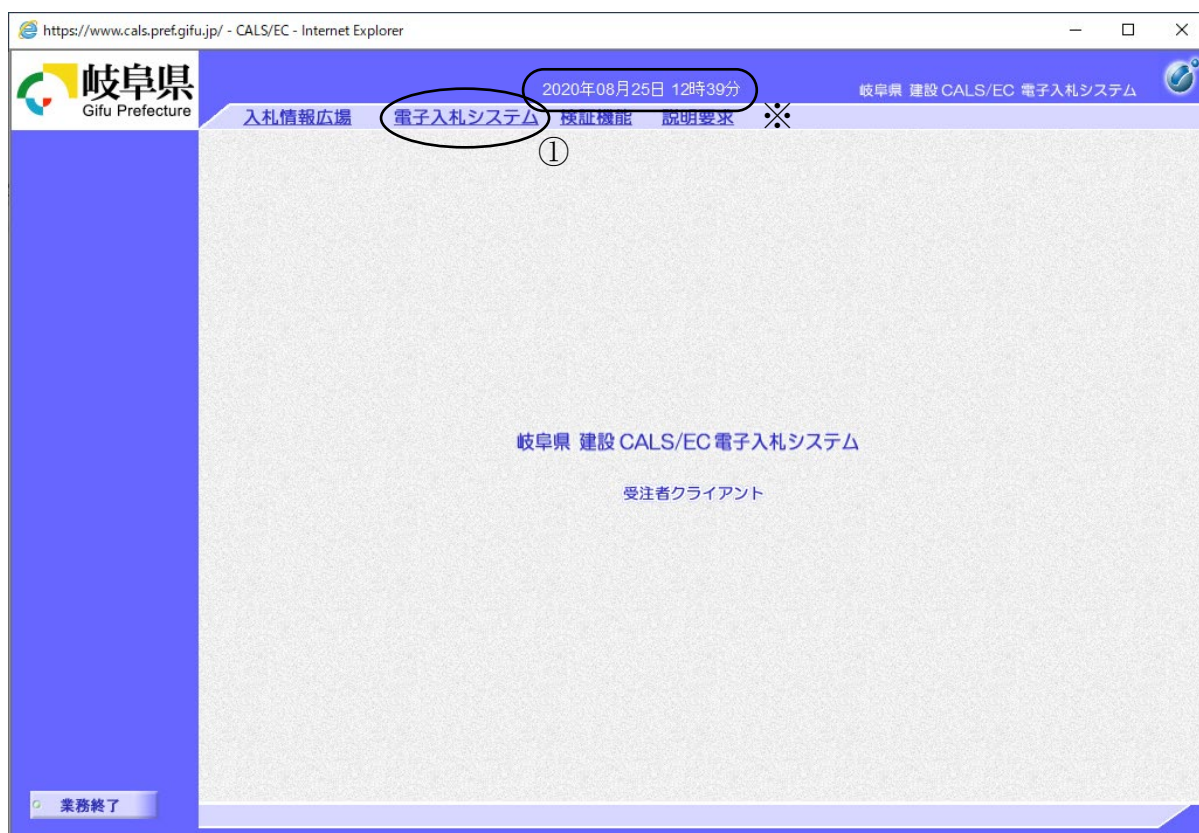 https://www.cals.pref.gifu.jp/ - CALS/EC - Internet Explorer
岐阜県
Gifu Prefecture
2020年08月25日 12時39分
岐阜県 建設 CALS/EC 電子入札システム
入札情報広場 電子入札システム 検証機能 説明要求 ※
①
岐阜県 建設 CALS/EC 電子入札システム
受注者クライアント
業務終了